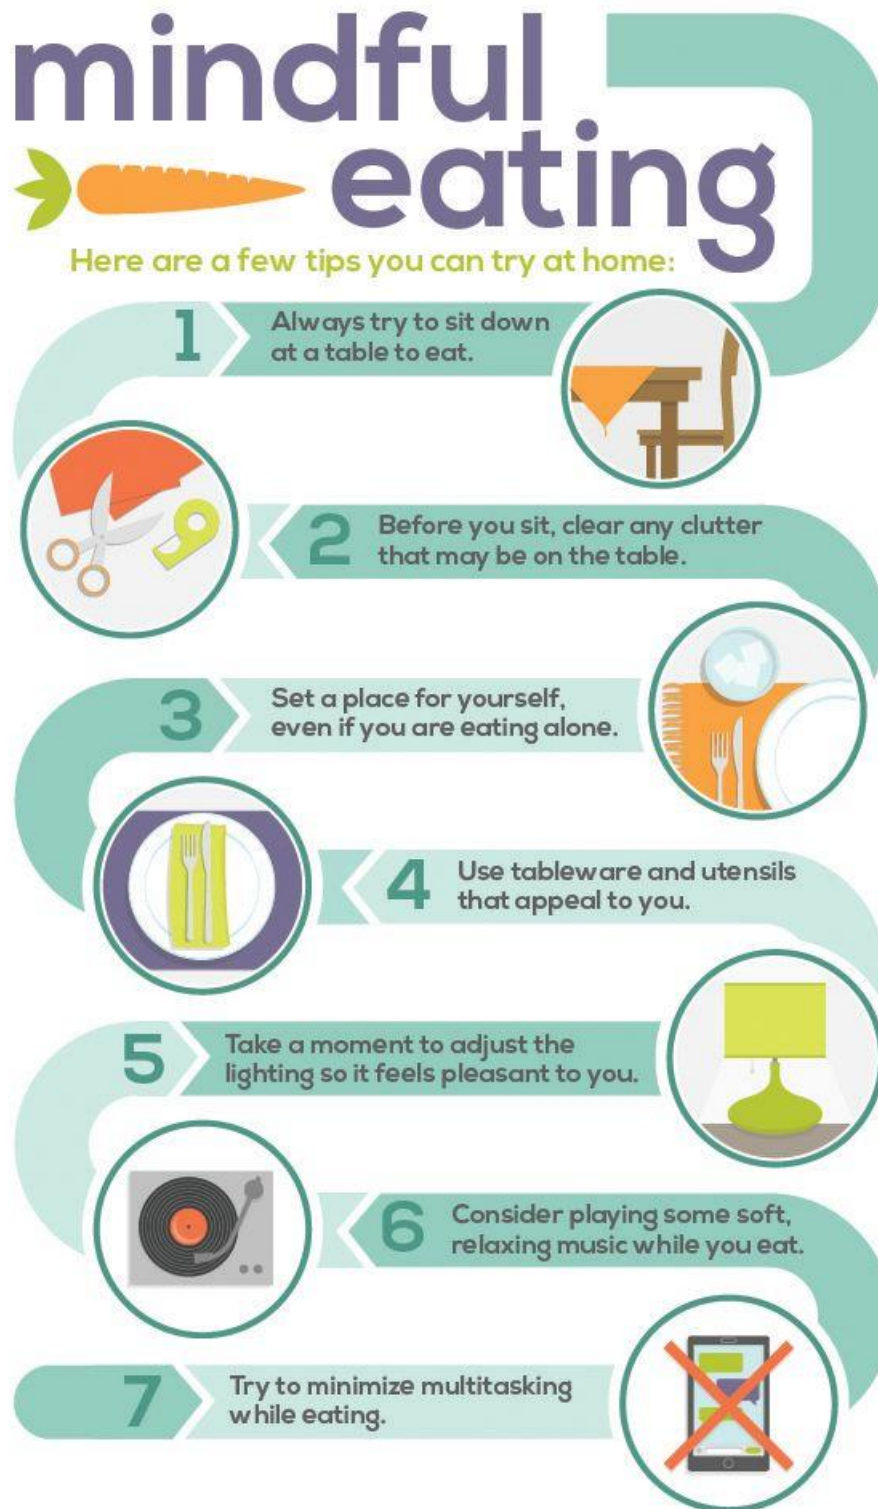 mindful
eating
Here are a few tips you can try at home:
1
Always try to sit down
at a table to eat.
2
Before you sit, clear any clutter
that may be on the table.
3
Set a place for yourself,
even if you are eating alone.
4
Use tableware and utensils
that appeal to you.
5
Take a moment to adjust the
lighting so it feels pleasant to you.
6
Consider playing some soft,
relaxing music while you eat.
7
Try to minimize multitasking
while eating.